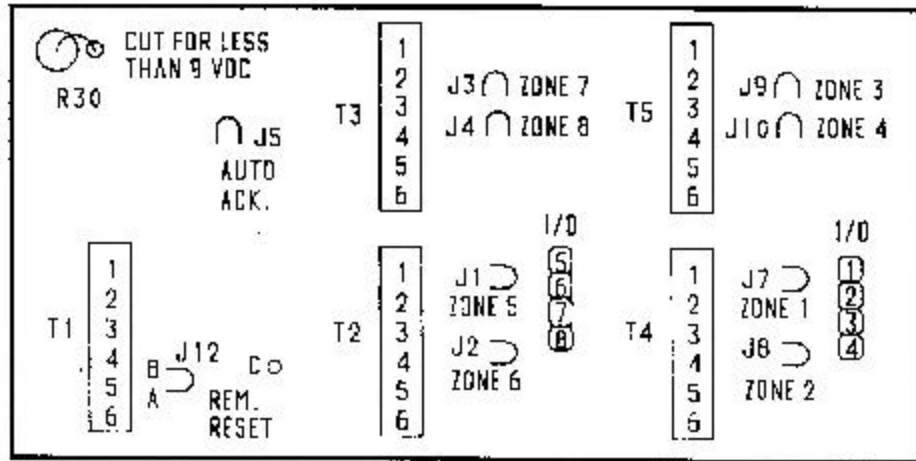 CUT FOR LESS
THAN 9 VDC
R30
J5
AUTO
ACK.
T3
1
2
3
4
5
6
J3 ZONE 7
J4 ZONE 8
T5
1
2
3
4
5
6
J9 ZONE 3
J10 ZONE 4
T1
1
2
3
4
5
6
B J12
A
C
REM.
RESET
T2
1
2
3
4
5
6
J1
ZONE 5
J2
ZONE 6
I/O
5
6
7
8
T4
1
2
3
4
5
6
J7
ZONE 1
J8
ZONE 2
I/O
1
2
3
4